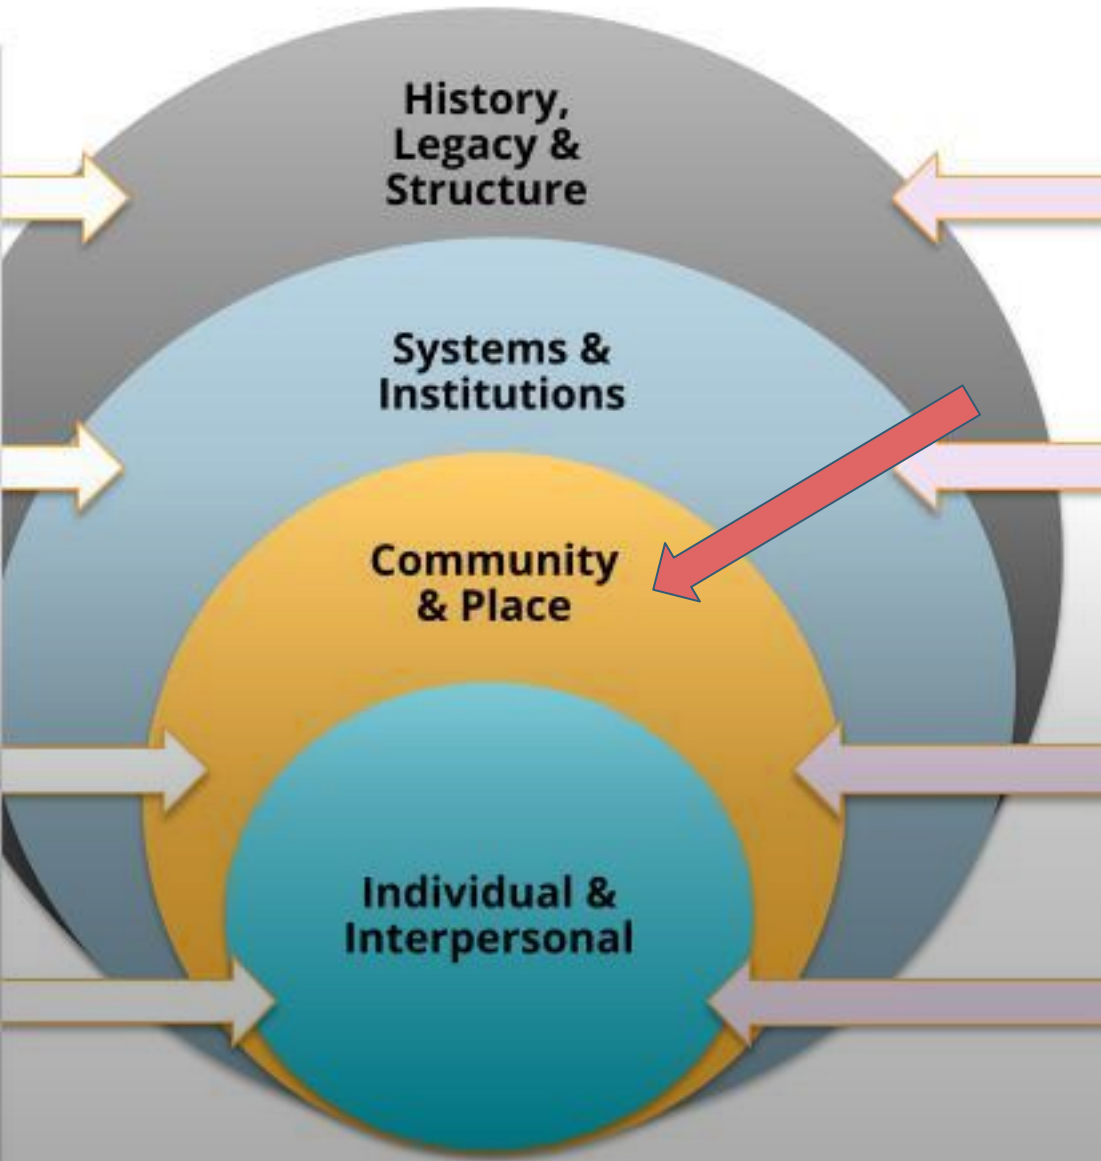 History,
Legacy &
Structure
Systems &
Institutions
Community
& Place
Individual &
Interpersonal